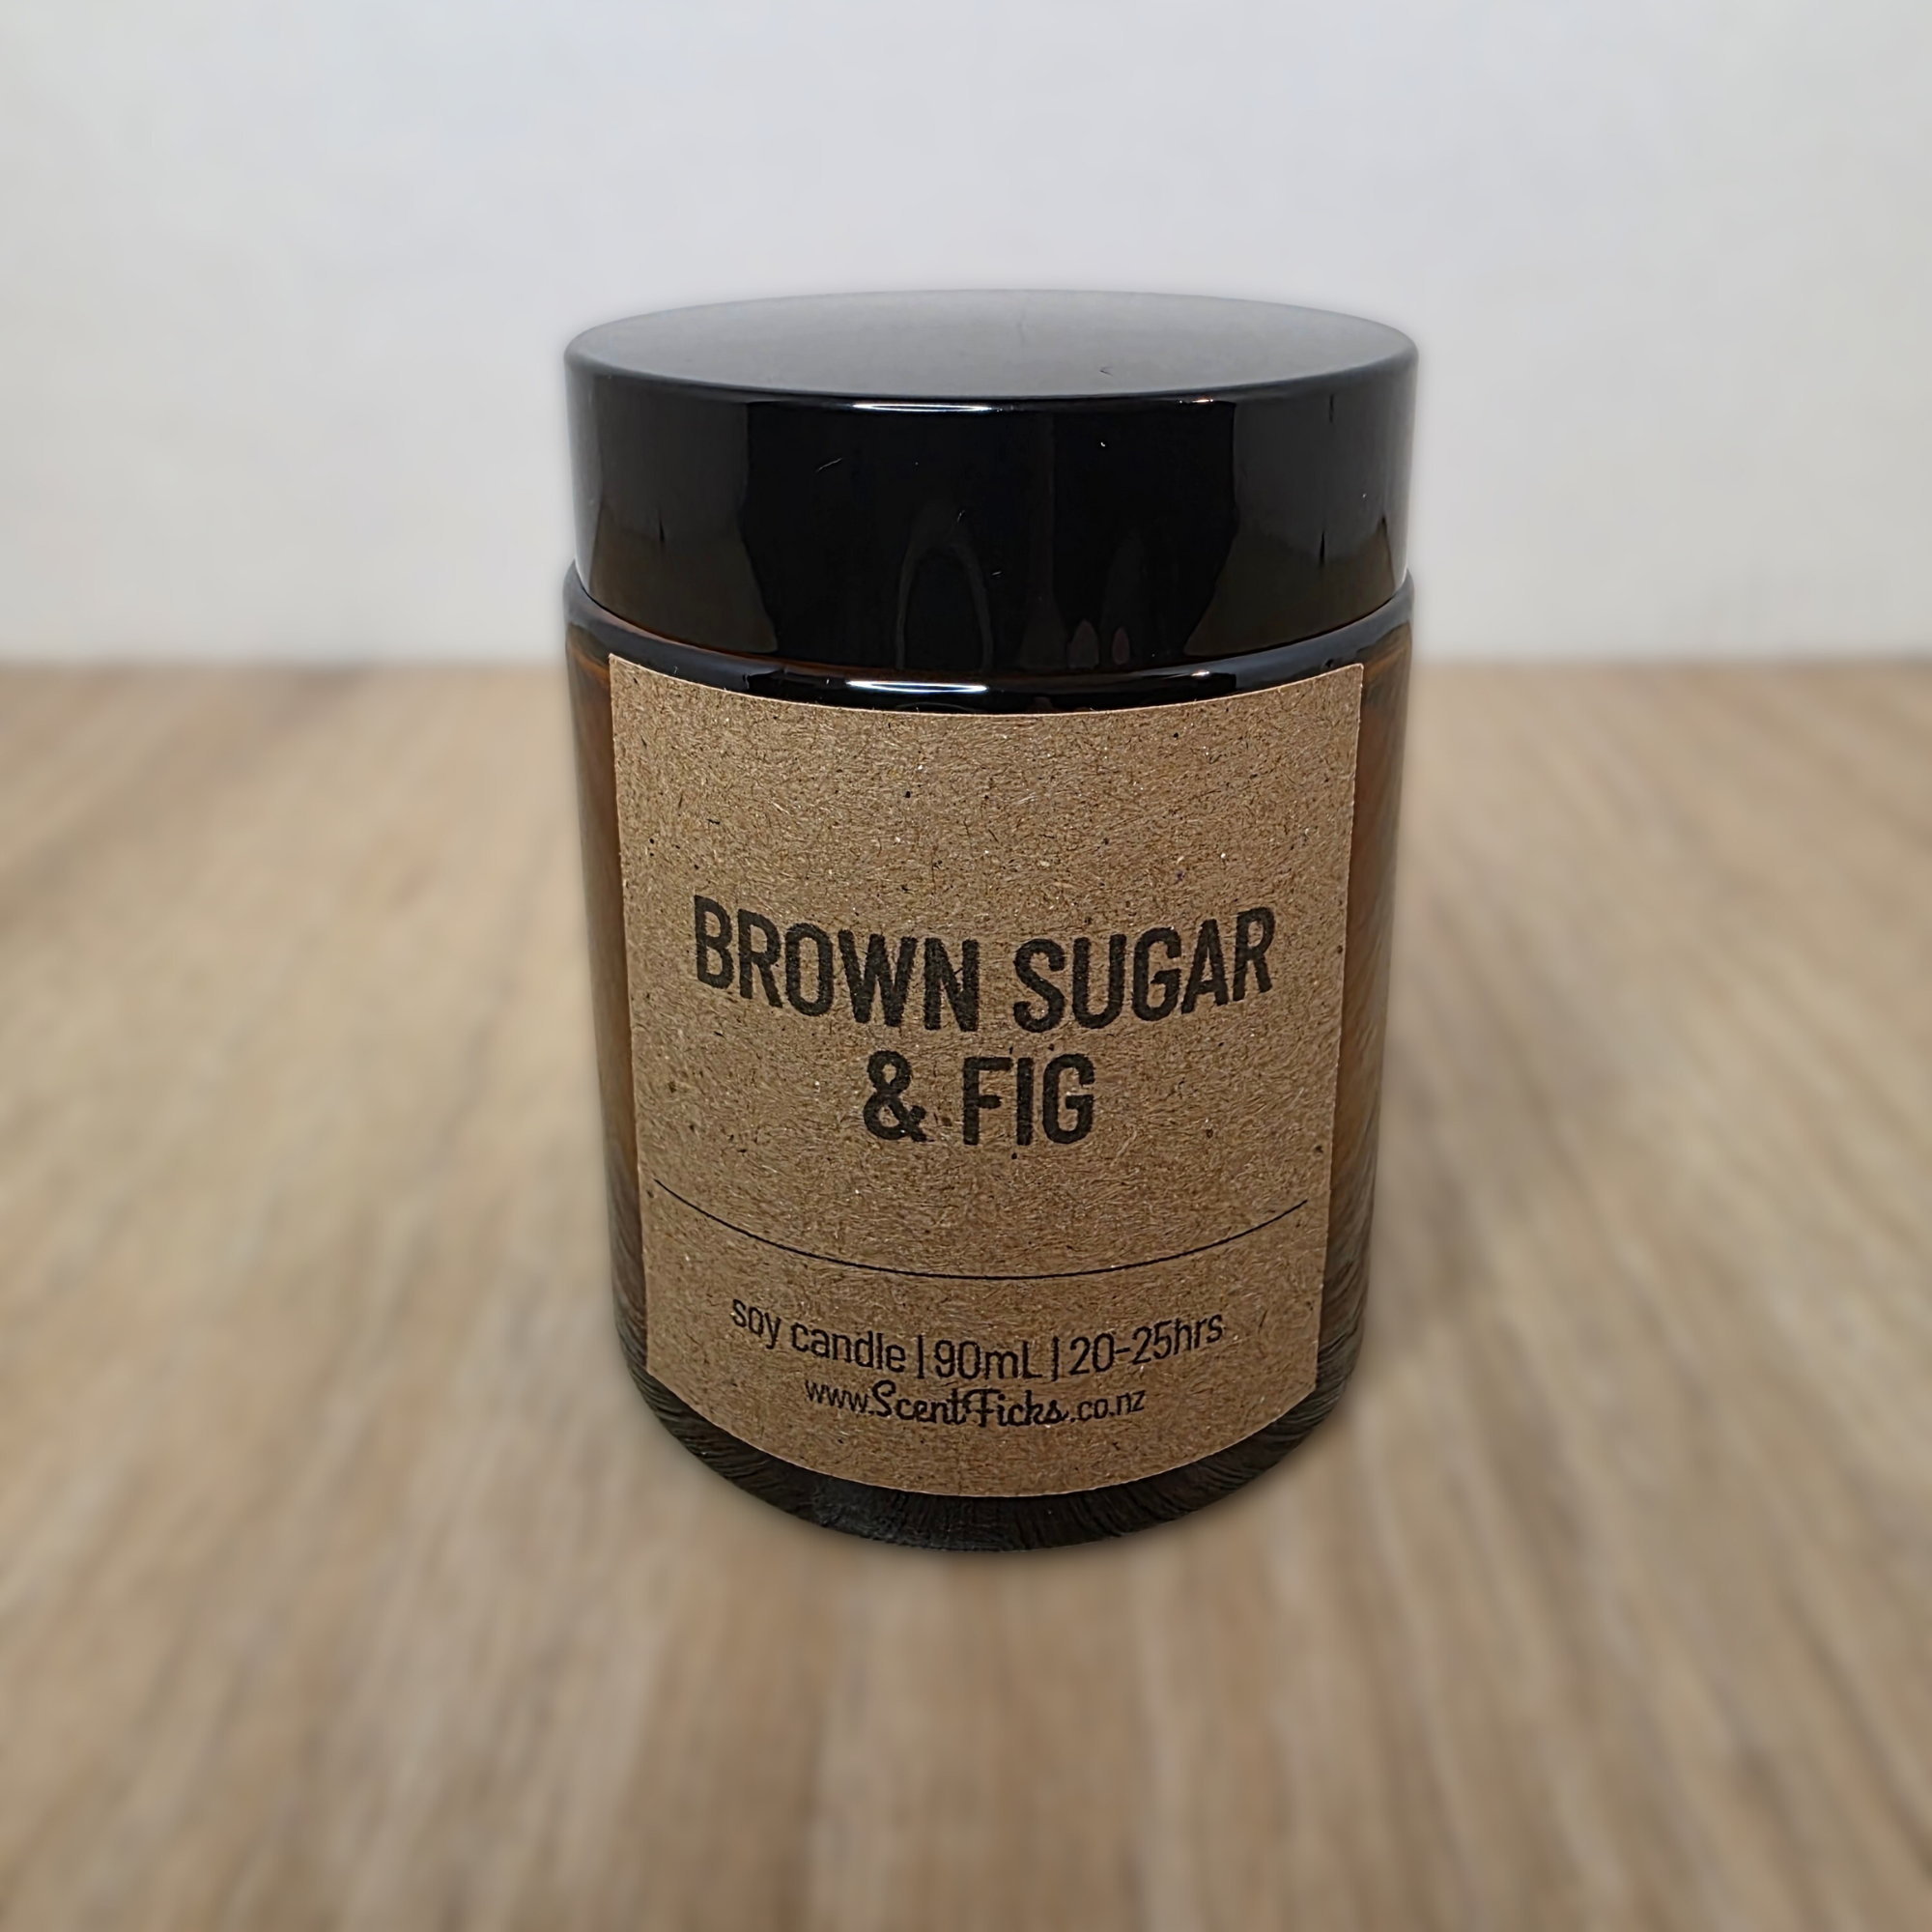 BROWN SUGAR
& FIG
soy candle | 90mL | 20-25hrs
www.ScentFicks.co.nz